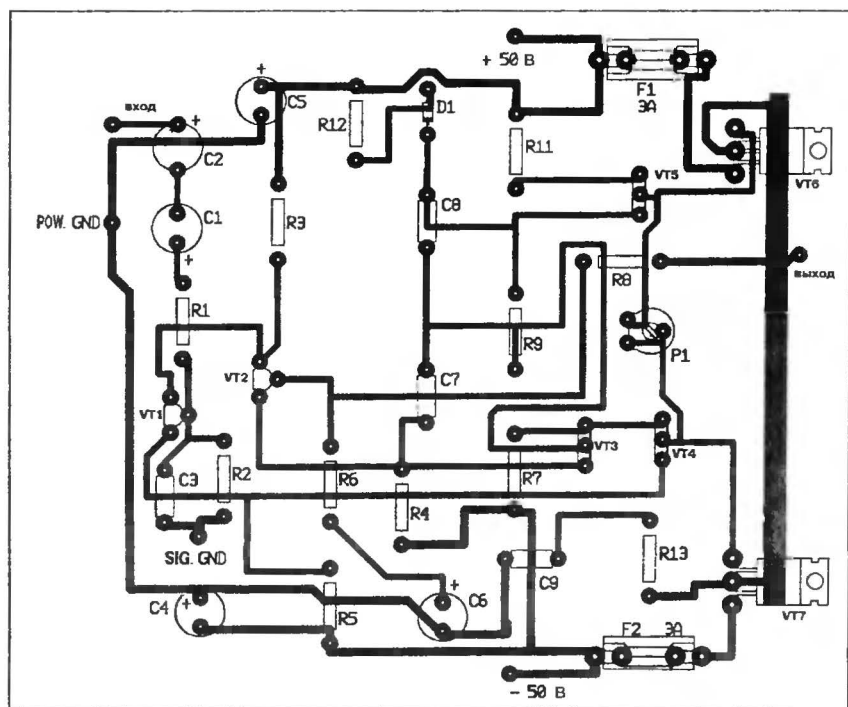 + 50 В
F1
3A
вход
+
C5
R12
D1
R11
+
C2
VT5
VT6
POW. GND
C1
+
R3
C8
R8
выход
R1
R9
P1
VT2
C7
VT1
VT3
VT4
C3
R2
R6
R4
R7
SIG. GND
C9
R13
C4
+
R5
+
C6
F2
3A
VT7
- 50 В